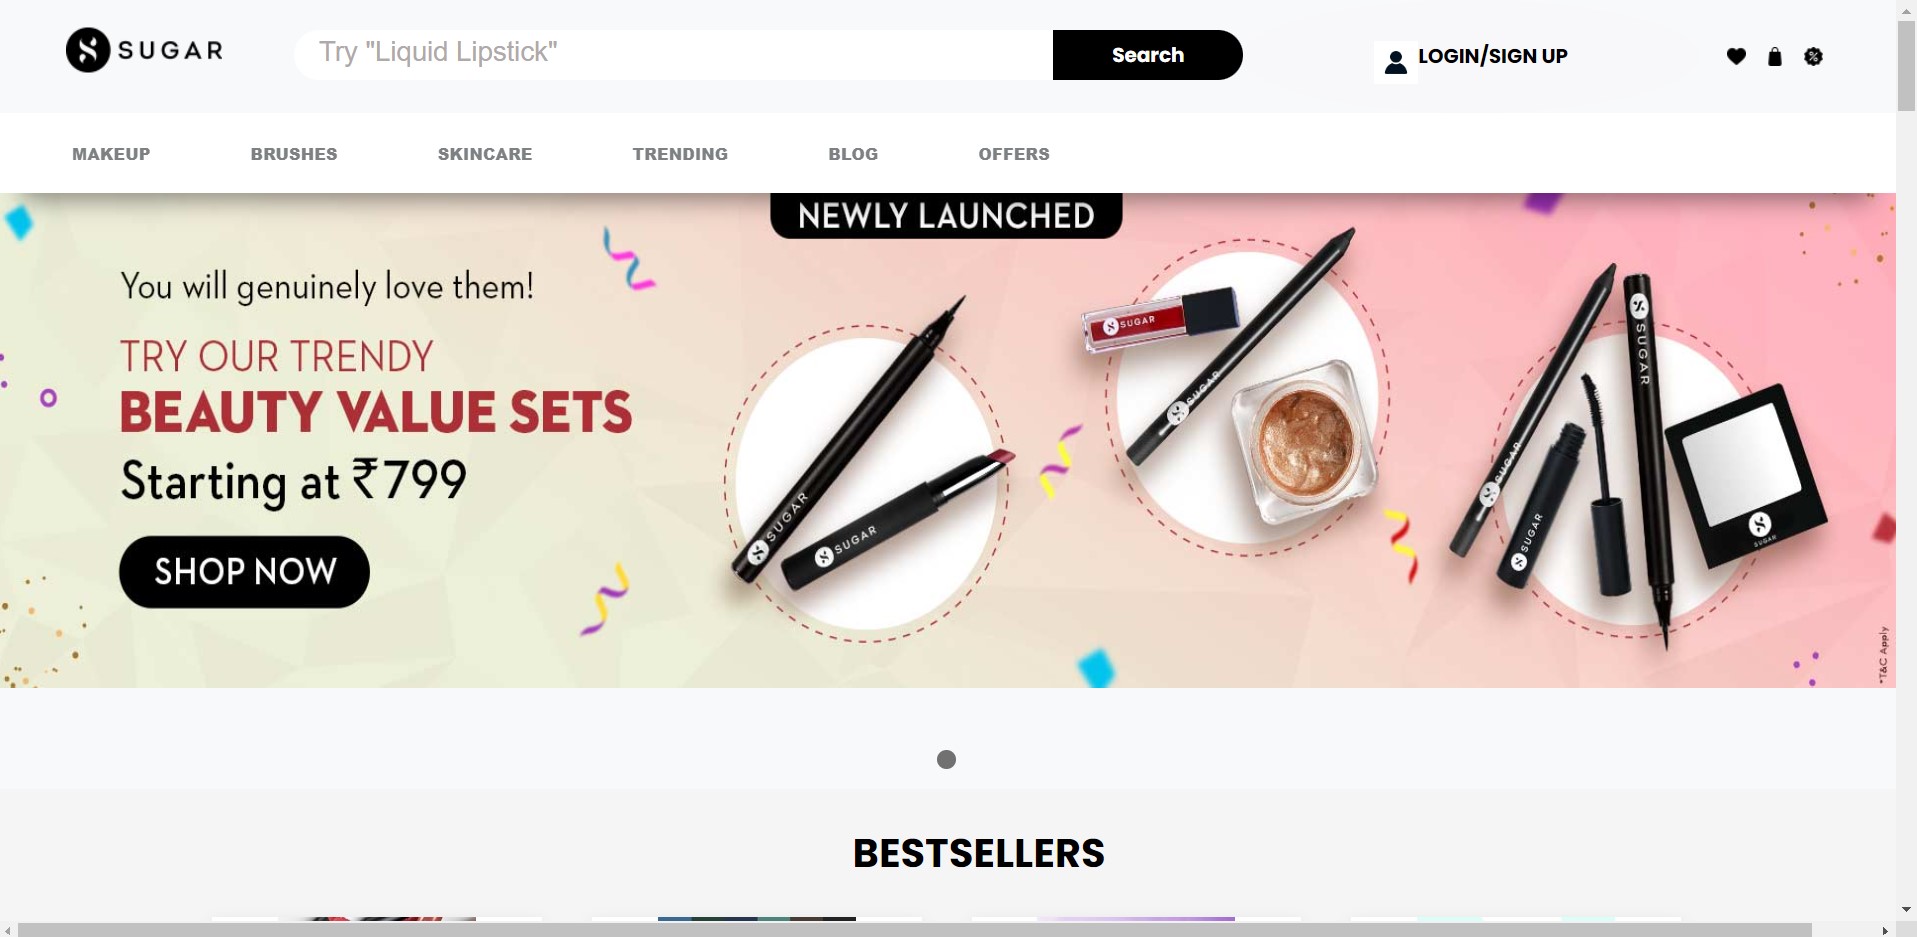 SUGAR
Try "Liquid Lipstick"
Search
LOGIN/SIGN UP
MAKEUP
BRUSHES
SKINCARE
TRENDING
BLOG
OFFERS
NEWLY LAUNCHED
You will genuinely love them!
TRY OUR TRENDY
BEAUTY VALUE SETS
Starting at ₹799
SHOP NOW
SUGAR
SUGAR
SUGAR
SUGAR
SUGAR
SUGAR
SUGAR
SUGAR
*T&C Apply
BESTSELLERS